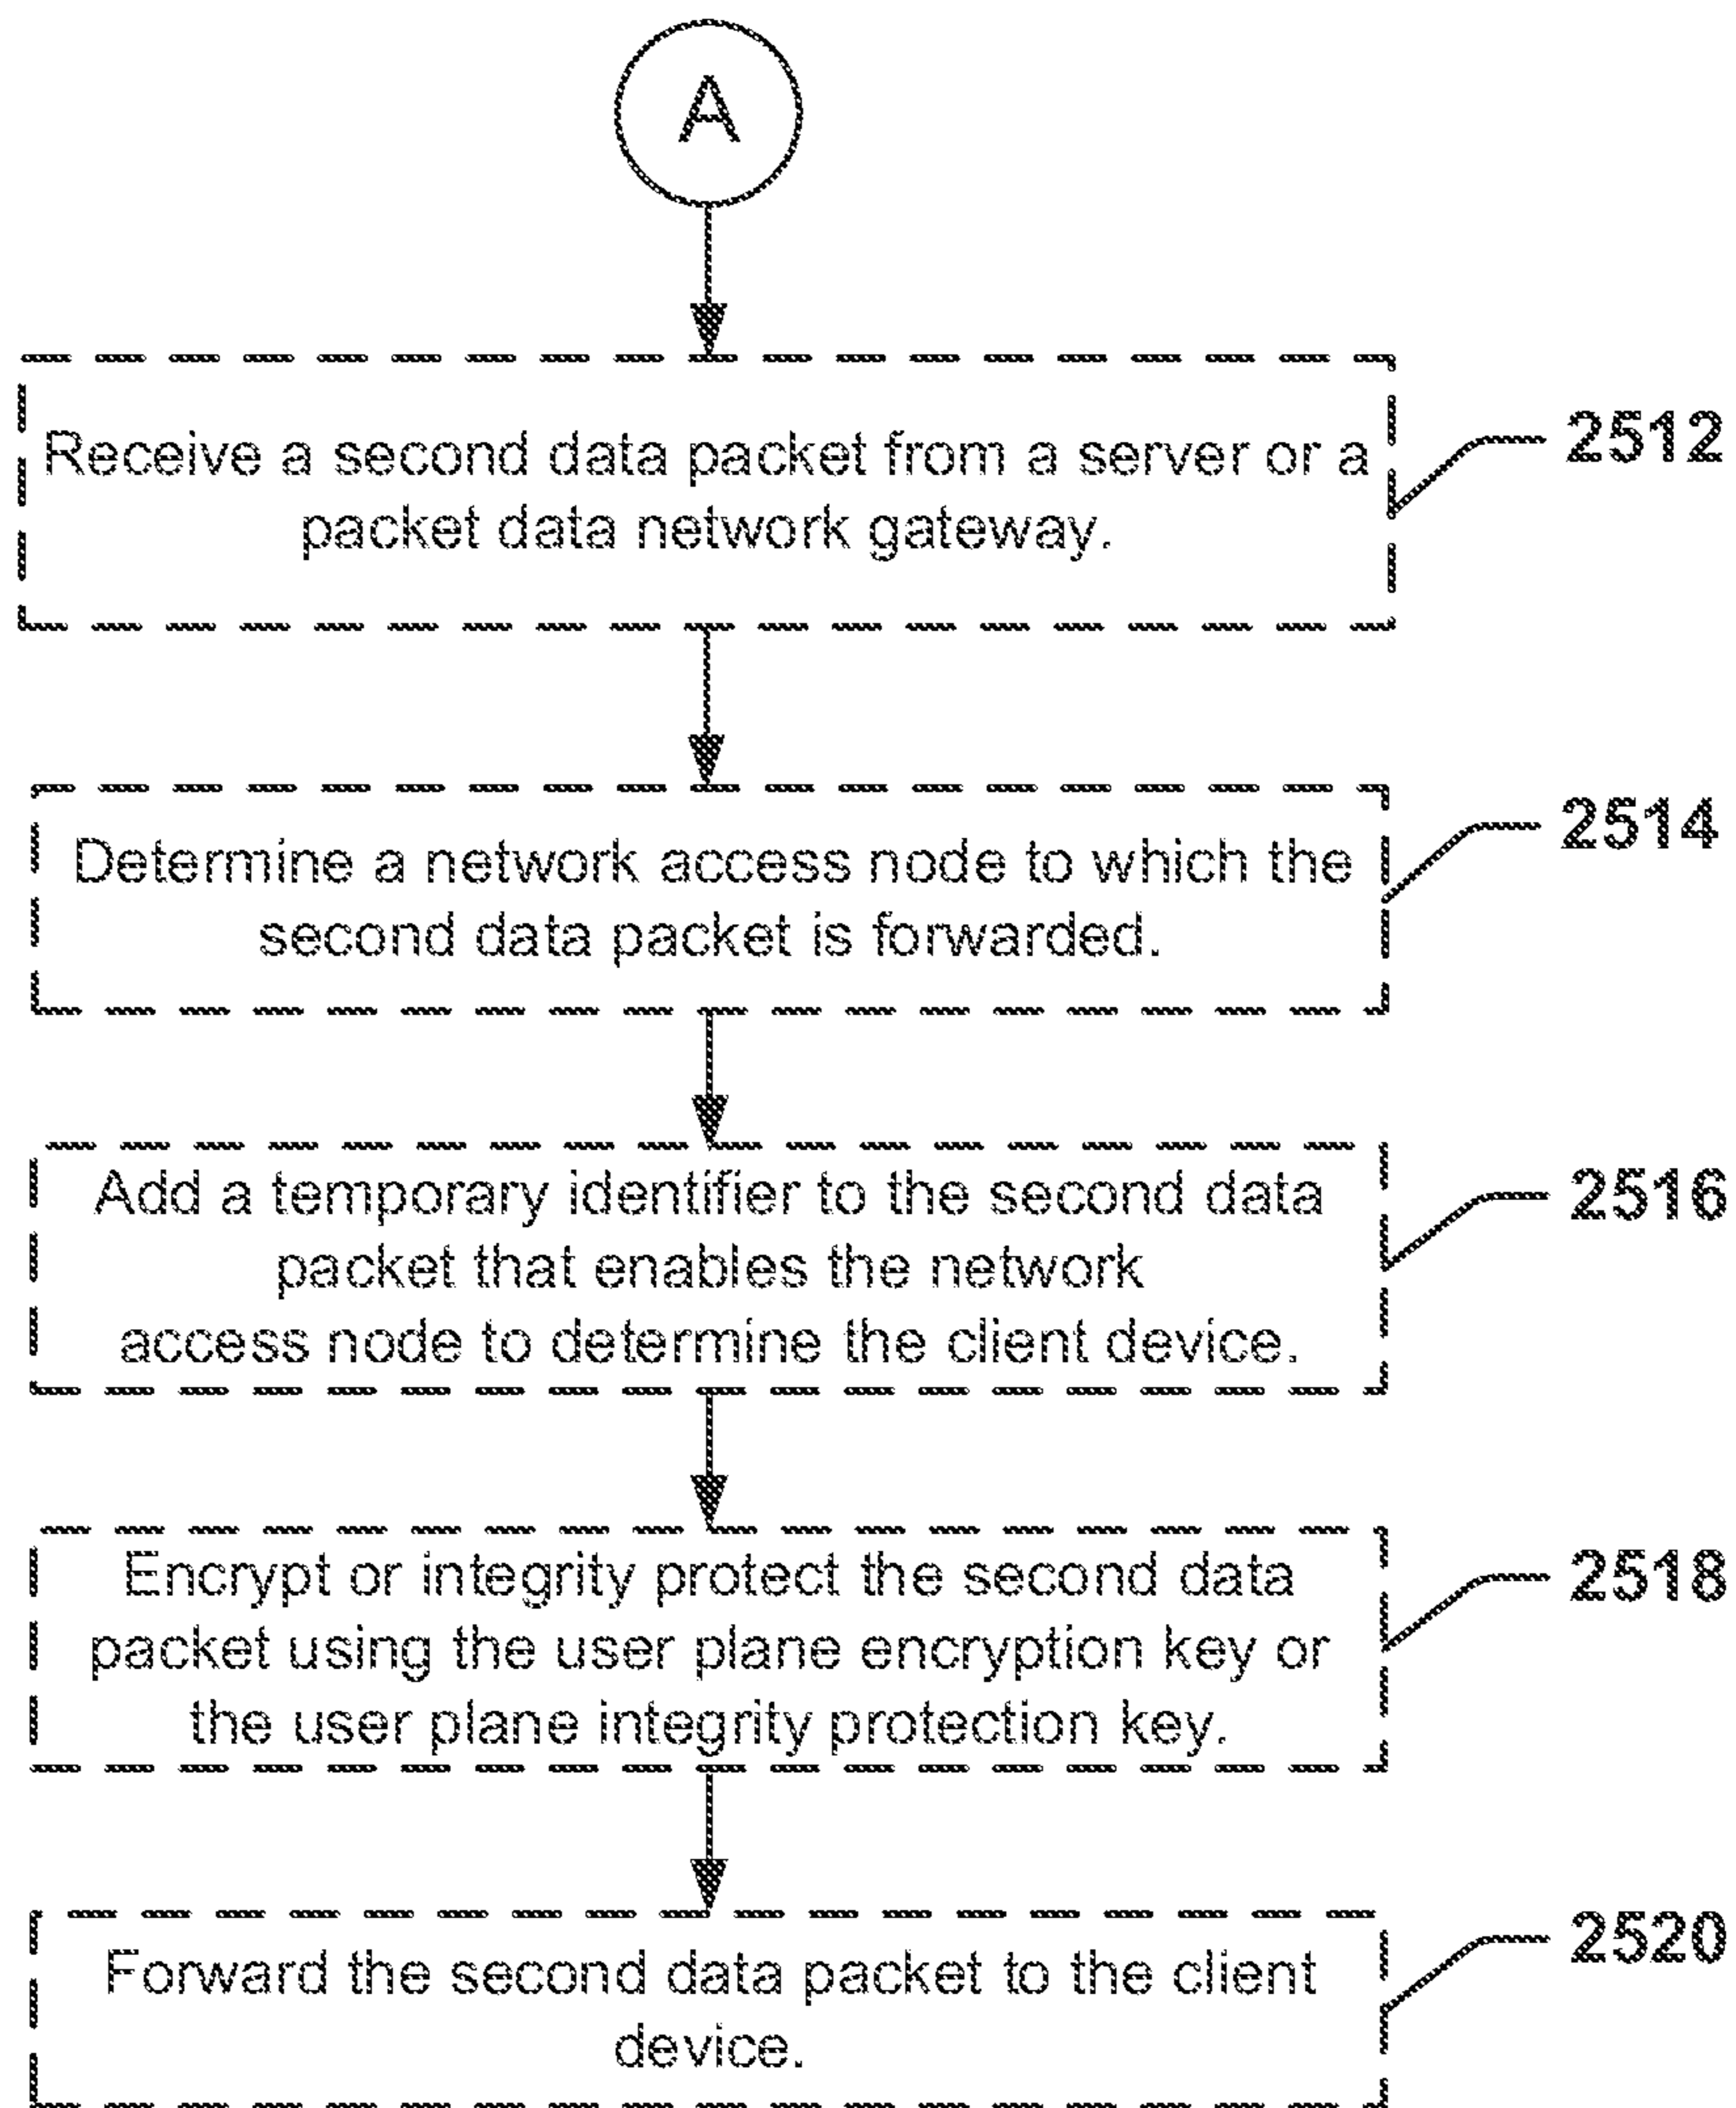 A
Receive a second data packet from a server or a
packet data network gateway.
2512
Determine a network access node to which the
second data packet is forwarded.
2514
Add a temporary identifier to the second data
packet that enables the network
access node to determine the client device.
2516
Encrypt or integrity protect the second data
packet using the user plane encryption key or
the user plane integrity protection key.
2518
Forward the second data packet to the client
device.
2520